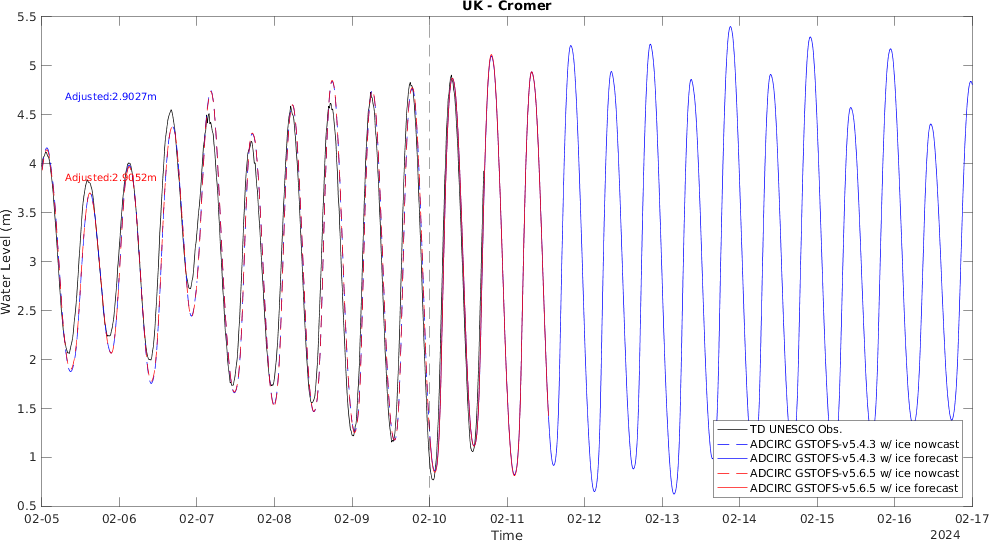 UK - Cromer
5.5
5
4.5
4
3.5
3
2.5
2
1.5
1
0.5
Water Level (m)
Adjusted:2.9027m
Adjusted:2.9052m
TD UNESCO Obs.
ADCIRC GSTOFS-v5.4.3 w/ ice nowcast
ADCIRC GSTOFS-v5.4.3 w/ ice forecast
ADCIRC GSTOFS-v5.6.5 w/ ice nowcast
ADCIRC GSTOFS-v5.6.5 w/ ice forecast
02-05 02-06 02-07 02-08 02-09 02-10 02-11 02-12 02-13 02-14 02-15 02-16 02-17
Time
2024